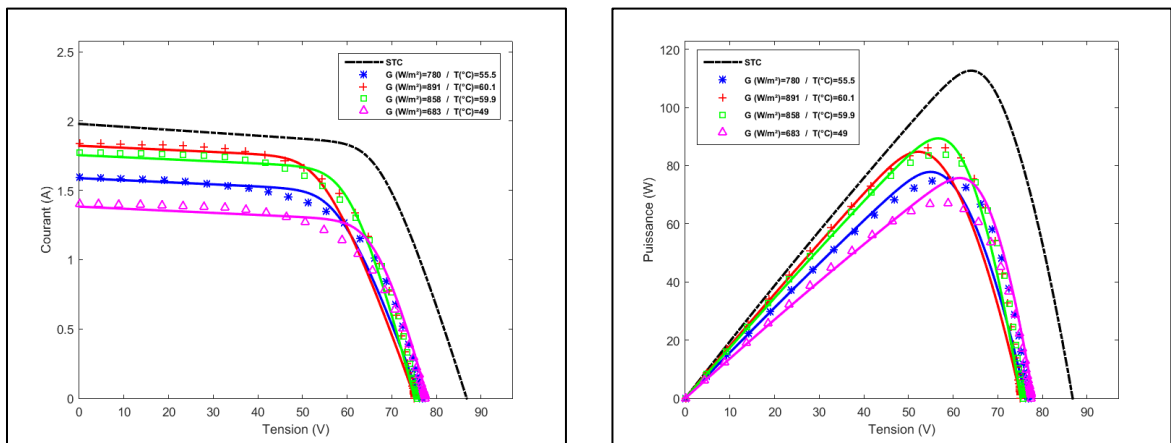 2.5
2
1.5
1
0.5
0
Courant (A)
STC
G (W/m²)=780 / T(°C)=55.5
G (W/m²)=891 / T(°C)=60.1
G (W/m²)=858 / T(°C)=59.9
G (W/m²)=683 / T(°C)=49
0 10 20 30 40 50 60 70 80 90
Tension (V)
120
100
80
60
40
20
0
Puissance (W)
STC
G (W/m²)=780 / T(°C)=55.5
G (W/m²)=891 / T(°C)=60.1
G (W/m²)=858 / T(°C)=59.9
G (W/m²)=683 / T(°C)=49
0 10 20 30 40 50 60 70 80 90
Tension (V)